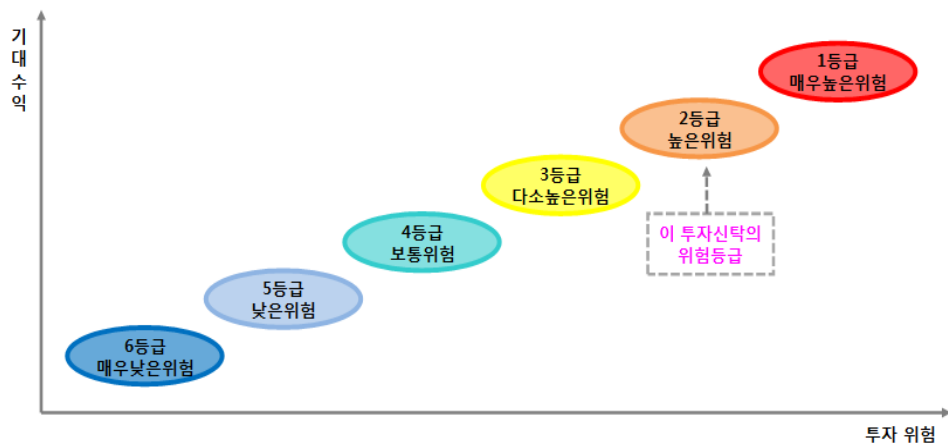 기
대
수
익
1등급
매우높은위험
2등급
높은위험
3등급
다소높은위험
이 투자신탁의
위험등급
4등급
보통위험
5등급
낮은위험
6등급
매우낮은위험
투자 위험